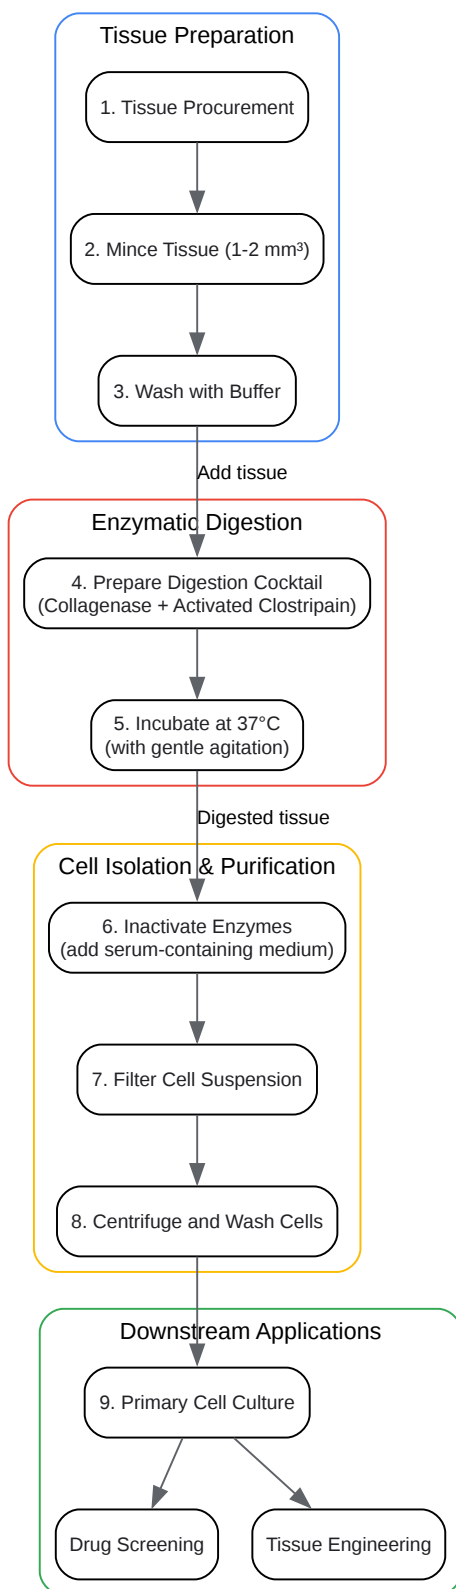 Tissue Preparation
1. Tissue Procurement
2. Mince Tissue (1-2 mm³)
3. Wash with Buffer
Add tissue
Enzymatic Digestion
4. Prepare Digestion Cocktail
(Collagenase + Activated Clostripain)
5. Incubate at 37°C
(with gentle agitation)
Digested tissue
Cell Isolation & Purification
6. Inactivate Enzymes
(add serum-containing medium)
7. Filter Cell Suspension
8. Centrifuge and Wash Cells
Downstream Applications
9. Primary Cell Culture
Drug Screening
Tissue Engineering